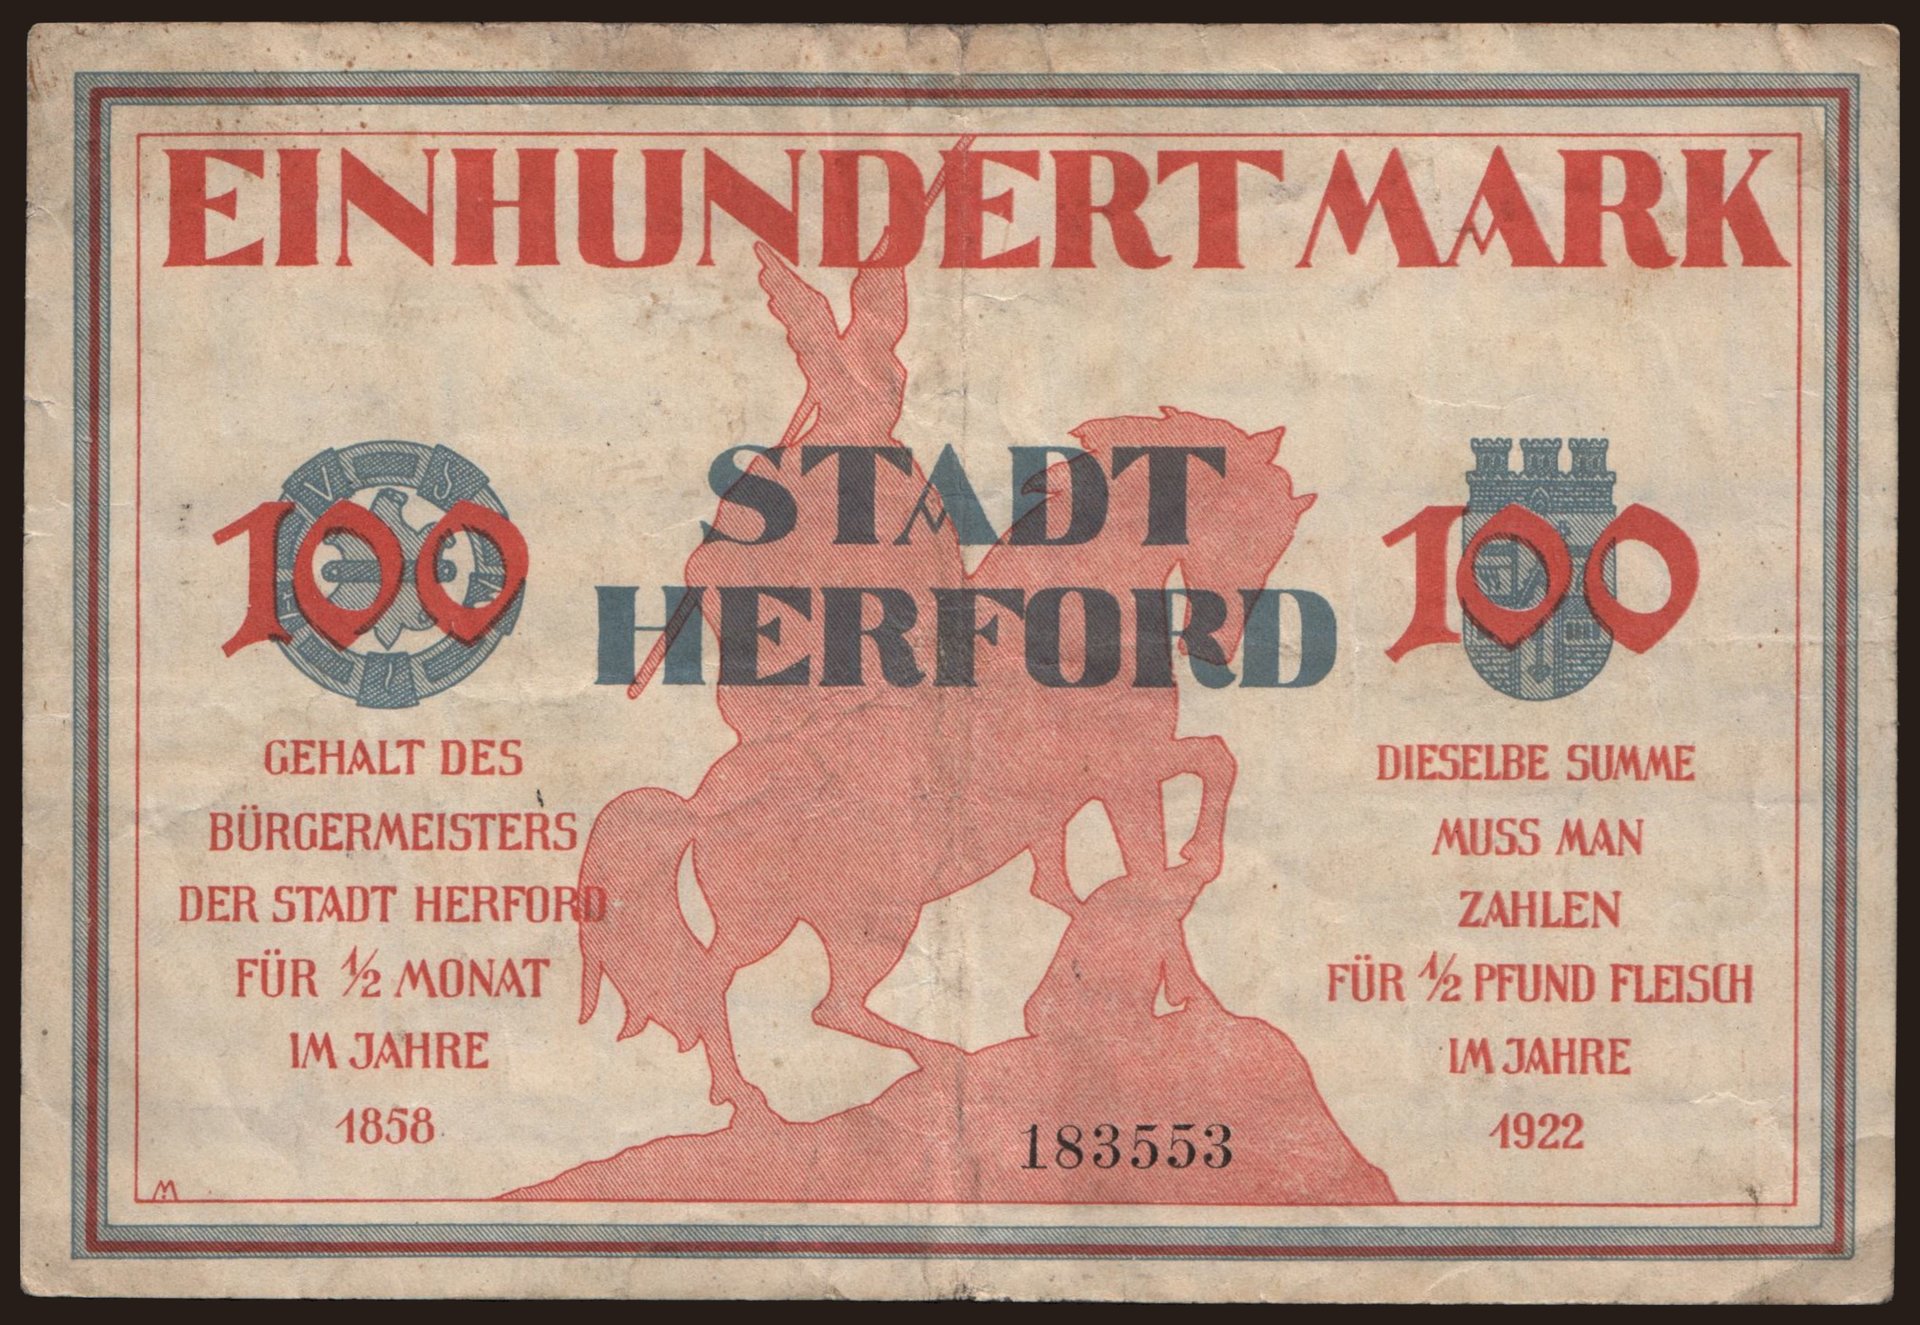 EINHUNDERT MARK
STADT
HERFORD
100
100
GEHALT DES
BÜRGERMEISTERS
DER STADT HERFORD
FÜR 1/2 MONAT
IM JAHRE
1858
DIESELBE SUMME
MUSS MAN
ZAHLEN
FÜR 1/2 PFUND FLEISCH
IM JAHRE
1922
183553
M